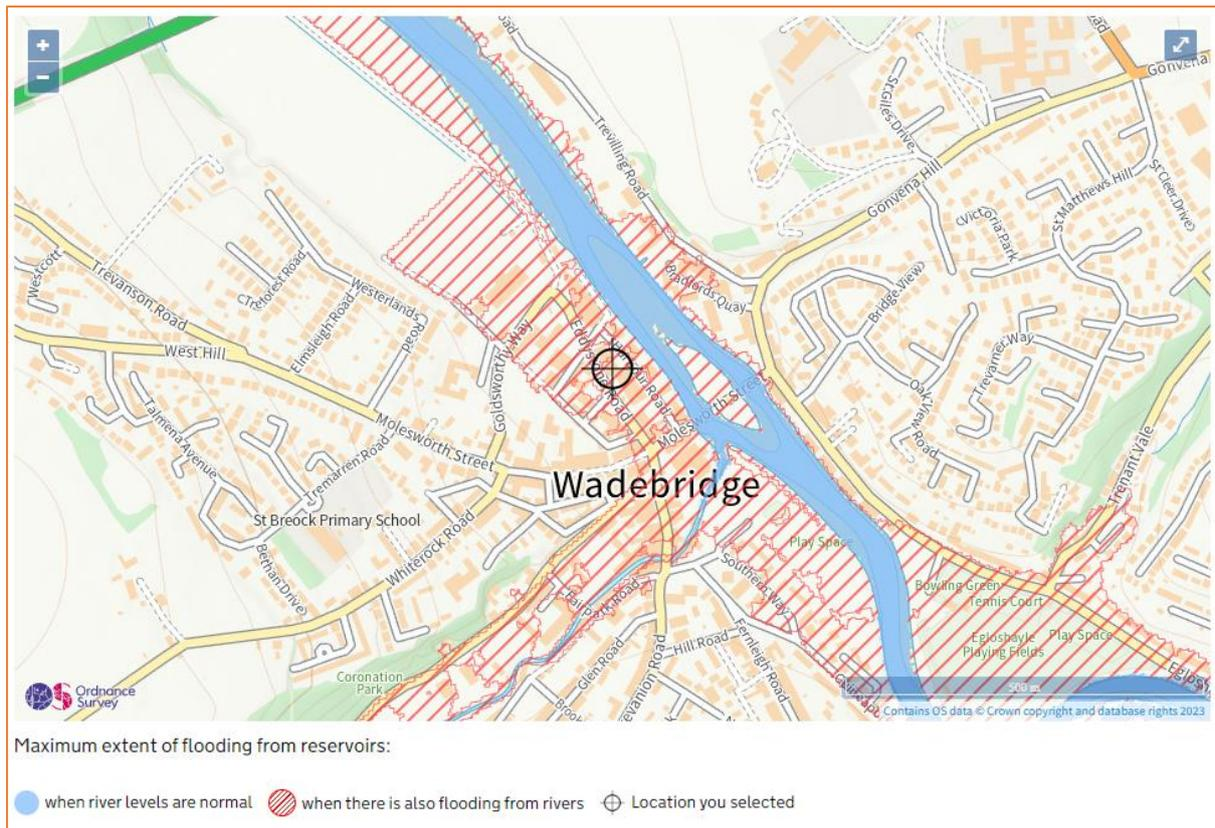 +
−
Gonvena
Trevilling Road
St Giles Drive
Gonvena Hill
St Matthews Hill
St Cleer Drive
Victoria Park
Westcott
Trevanson Road
Treforest Road
Westerlands
Road
Elmsleigh Road
West Hill
Goldsworthy Way
Bradfords Quay
Bridge View
Trevarner Way
Oak Vale
Road
Molesworth Street
Molesworth Street
Talmena Avenue
Tremarren Road
Trenant Vale
Wadebridge
St Breock Primary School
Whiterock Road
Bethan Drive
Play Space
Southern Way
Bowling Green
Tennis Court
Egloshayle
Playing Fields
Play Space
Fair Park Road
Hill Road
Fernleigh Road
Glen Road
Coronation
Park
Ordnance
Survey
500 m
Contains OS data © Crown copyright and database rights 2023
Maximum extent of flooding from reservoirs:
when river levels are normal when there is also flooding from rivers Location you selected